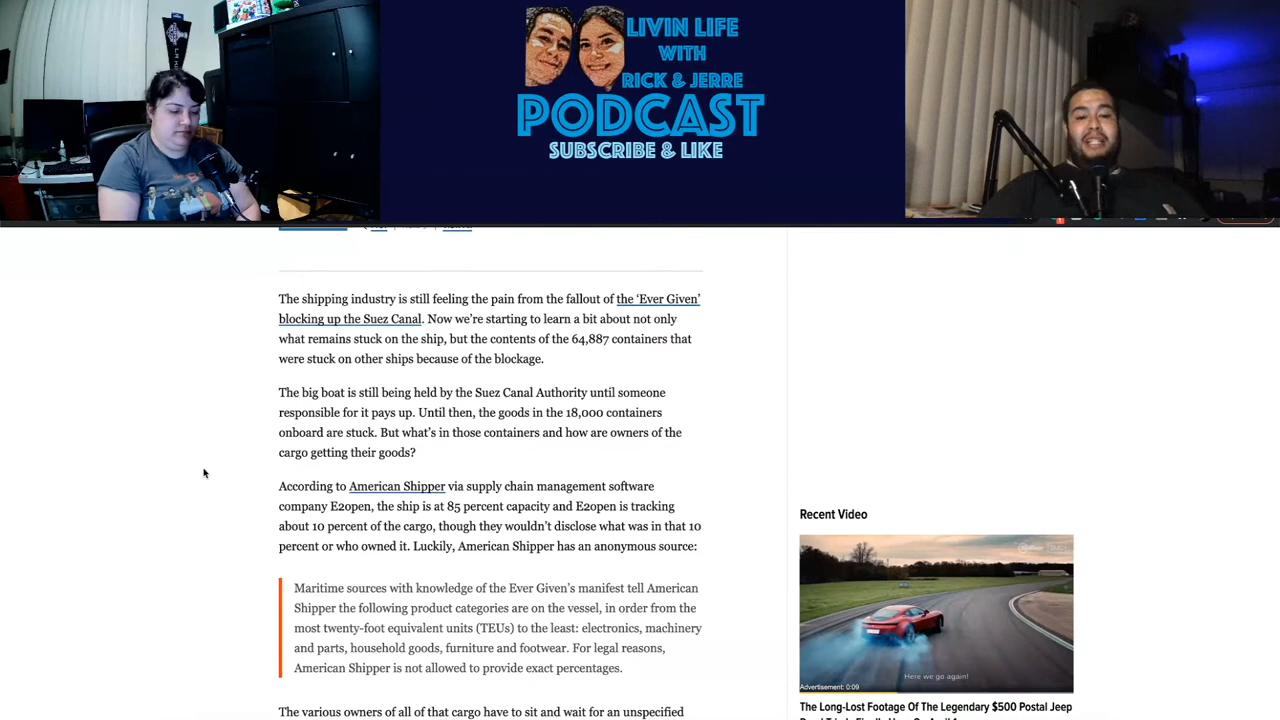 LIVIN LIFE
WITH
RICK & JERRE
PODCAST
SUBSCRIBE & LIKE
The shipping industry is still feeling the pain from the fallout of the ‘Ever Given’
blocking up the Suez Canal. Now we’re starting to learn a bit about not only
what remains stuck on the ship, but the contents of the 64,887 containers that
were stuck on other ships because of the blockage.
The big boat is still being held by the Suez Canal Authority until someone
responsible for it pays up. Until then, the goods in the 18,000 containers
onboard are stuck. But what’s in those containers and how are owners of the
cargo getting their goods?
According to American Shipper via supply chain management software
company E2open, the ship is at 85 percent capacity and E2open is tracking
about 10 percent of the cargo, though they wouldn’t disclose what was in that 10
percent or who owned it. Luckily, American Shipper has an anonymous source:
Maritime sources with knowledge of the Ever Given’s manifest tell American
Shipper the following product categories are on the vessel, in order from the
most twenty-foot equivalent units (TEUs) to the least: electronics, machinery
and parts, household goods, furniture and footwear. For legal reasons,
American Shipper is not allowed to provide exact percentages.
The various owners of all of that cargo have to sit and wait for an unspecified
Recent Video
Here we go again!
Advertisement: 0:09
The Long-Lost Footage Of The Legendary $500 Postal Jeep